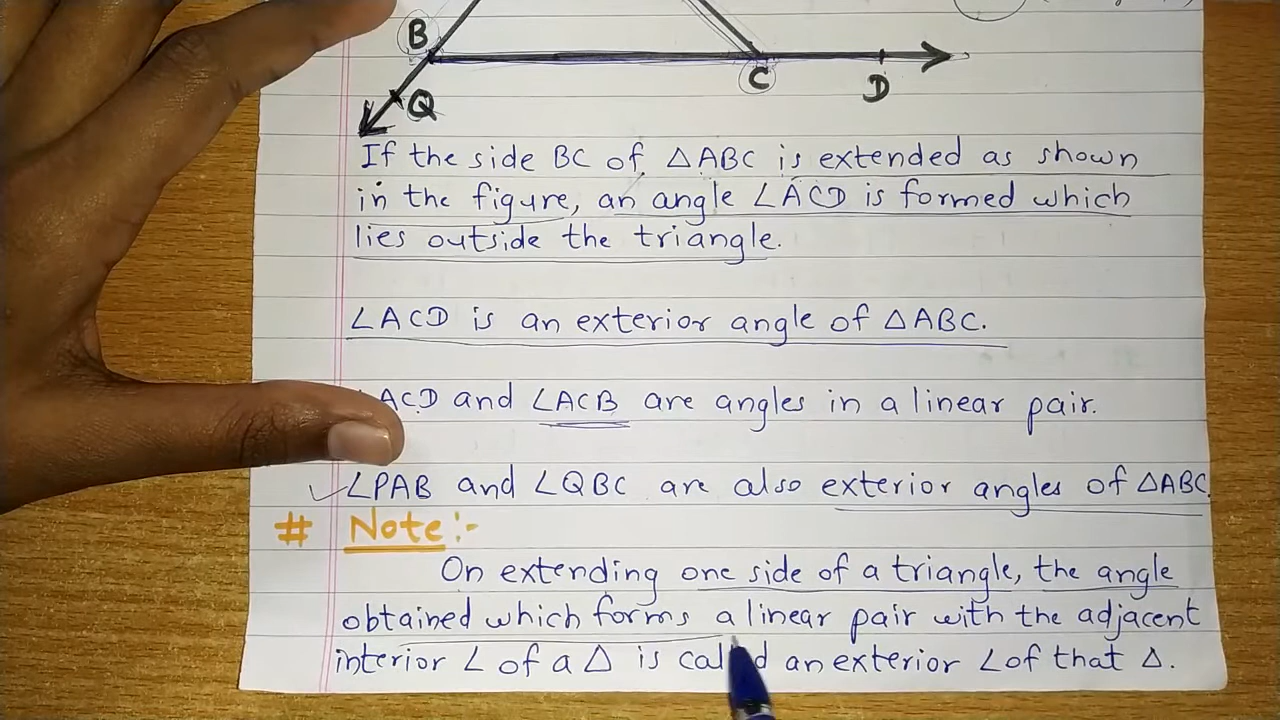 B
C
D
Q
If the side BC of △ABC is extended as shown
in the figure, an angle ∠ACD is formed which
lies outside the triangle.
∠ACD is an exterior angle of △ABC.
ACD and ∠ACB are angles in a linear pair.
∠PAB and ∠QBC are also exterior angles of △ABC.
# Note:-
On extending one side of a triangle, the angle
obtained which forms a linear pair with the adjacent
interior ∠ of a △ is called an exterior ∠ of that △.